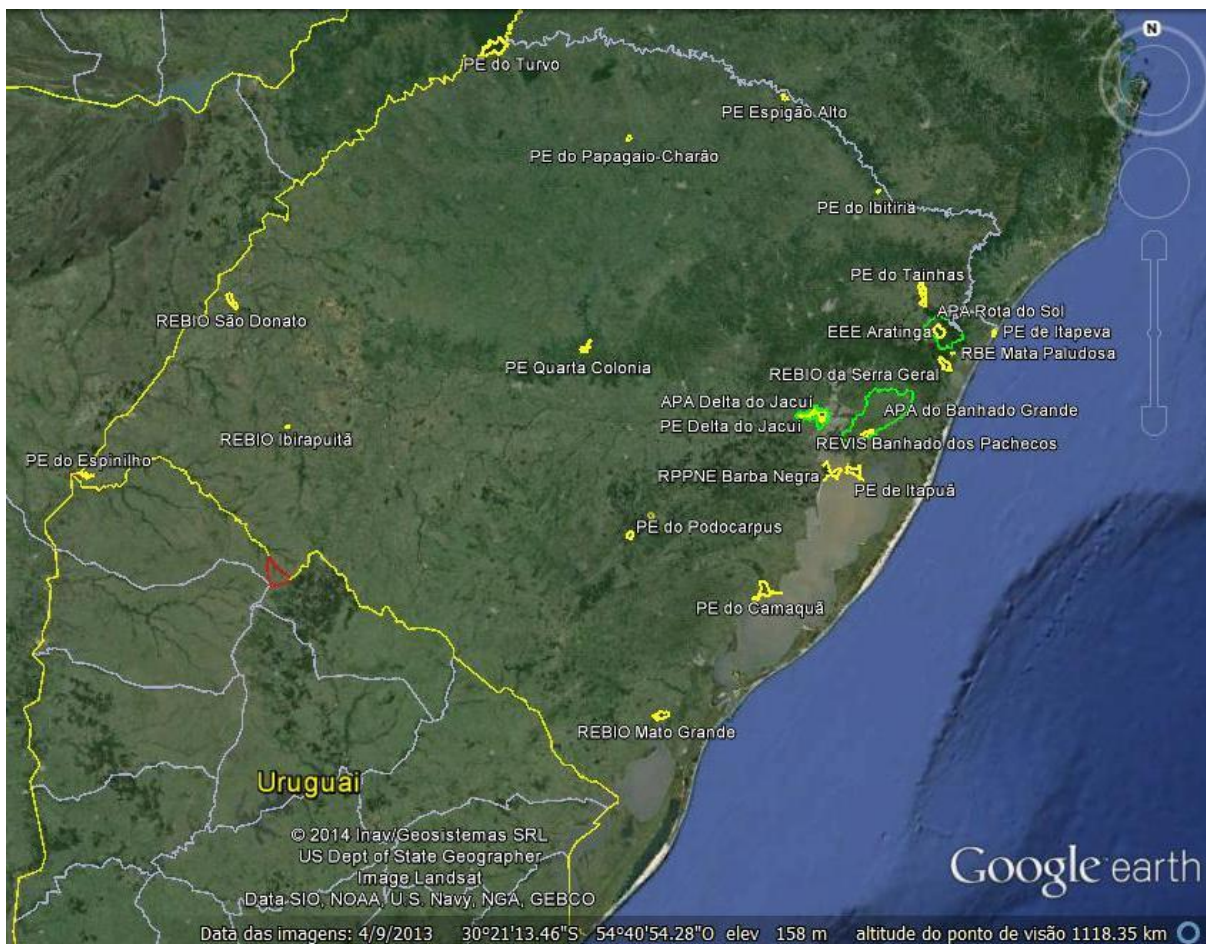 N
PE do Turvo
PE Espigão Alto
PE do Papagaio-Charão
PE do Ibitiriá
PE do Tainhas
REBIO São Donato
APA Rota do Sol
EEE Aratinga
PE de Itapeva
RBE Mata Paludosa
PE Quarta Colonia
REBIO da Serra Geral
APA Delta do Jacuí
APA do Banhado Grande
PE Delta do Jacuí
REBIO Ibirapuitã
REVIS Banhado dos Pachecos
PE do Espinilho
RPPNE Barba Negra
PE de Itapuã
PE do Podocarpus
PE do Camaquã
REBIO Mato Grande
Uruguai
© 2014 Inav/Geosistemas SRL
US Dept of State Geographer
Image Landsat
Data SIO, NOAA, U.S. Navy, NGA, GEBCO
Google earth
Data das imagens: 4/9/2013 30°21'13.46"S 54°40'54.28"O elev 158 m altitude do ponto de visão 1118.35 km